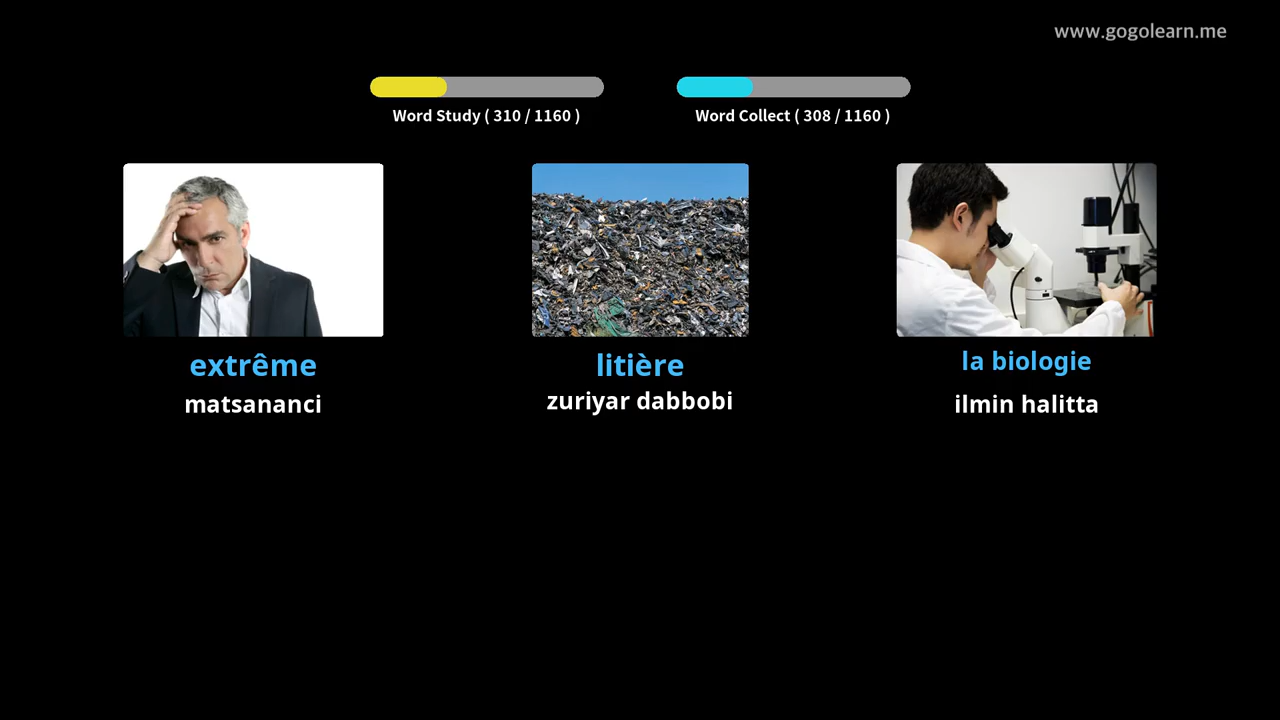 www.gogolearn.me
Word Study ( 310 / 1160 )
Word Collect ( 308 / 1160 )
extrême
matsananci
litière
zuriyar dabbobi
la biologie
ilmin halitta